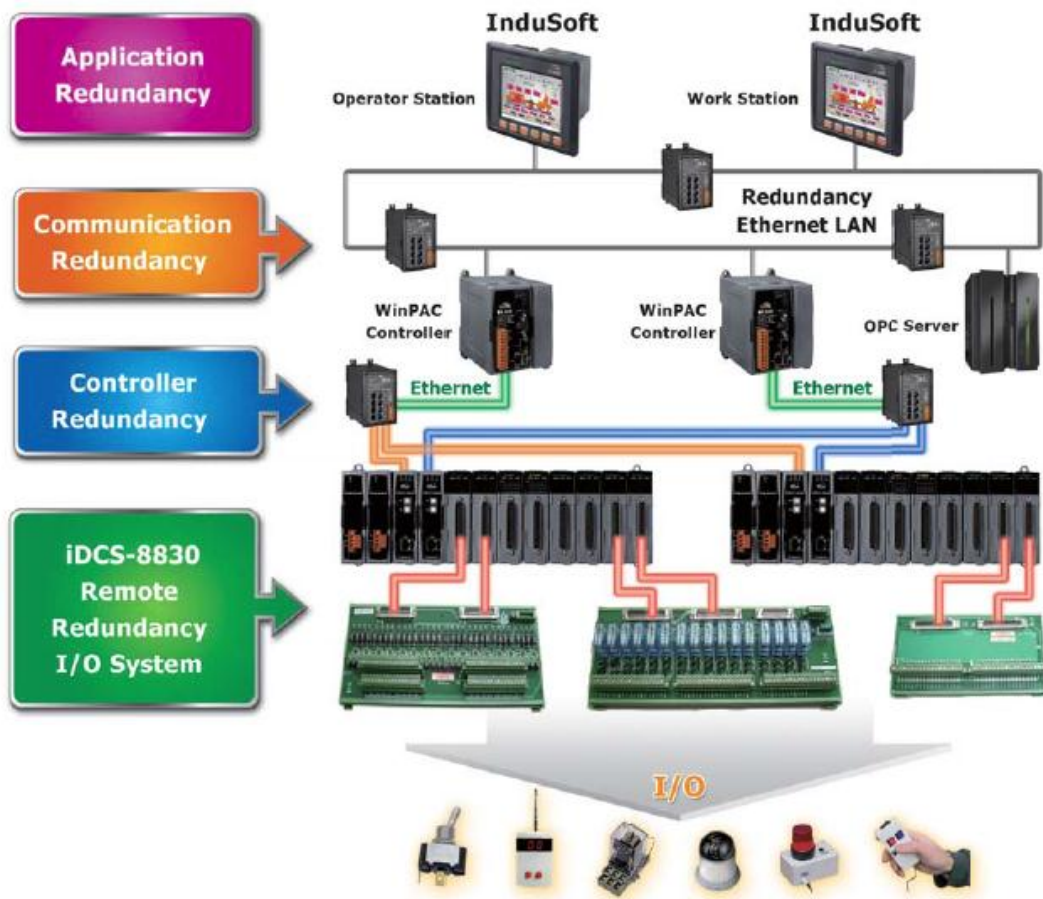 Application
Redundancy
InduSoft
InduSoft
Operator Station
Work Station
Communication
Redundancy
Redundancy
Ethernet LAN
WinPAC
Controller
WinPAC
Controller
OPC Server
Controller
Redundancy
Ethernet
Ethernet
iDCS-8830
Remote
Redundancy
I/O System
I/O